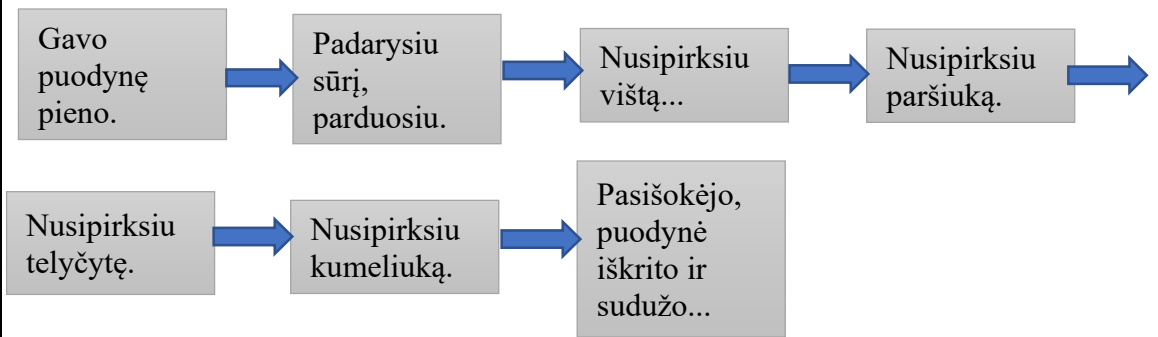 Gavo
puodynę
pieno.
Padarysiu
sūrį,
parduosiu.
Nusipirksiu
vištą...
Nusipirksiu
paršiuką.
Nusipirksiu
telyčytę.
Nusipirksiu
kumeliuką.
Pasišokėjo,
puodynė
iškrito ir
sudužo...